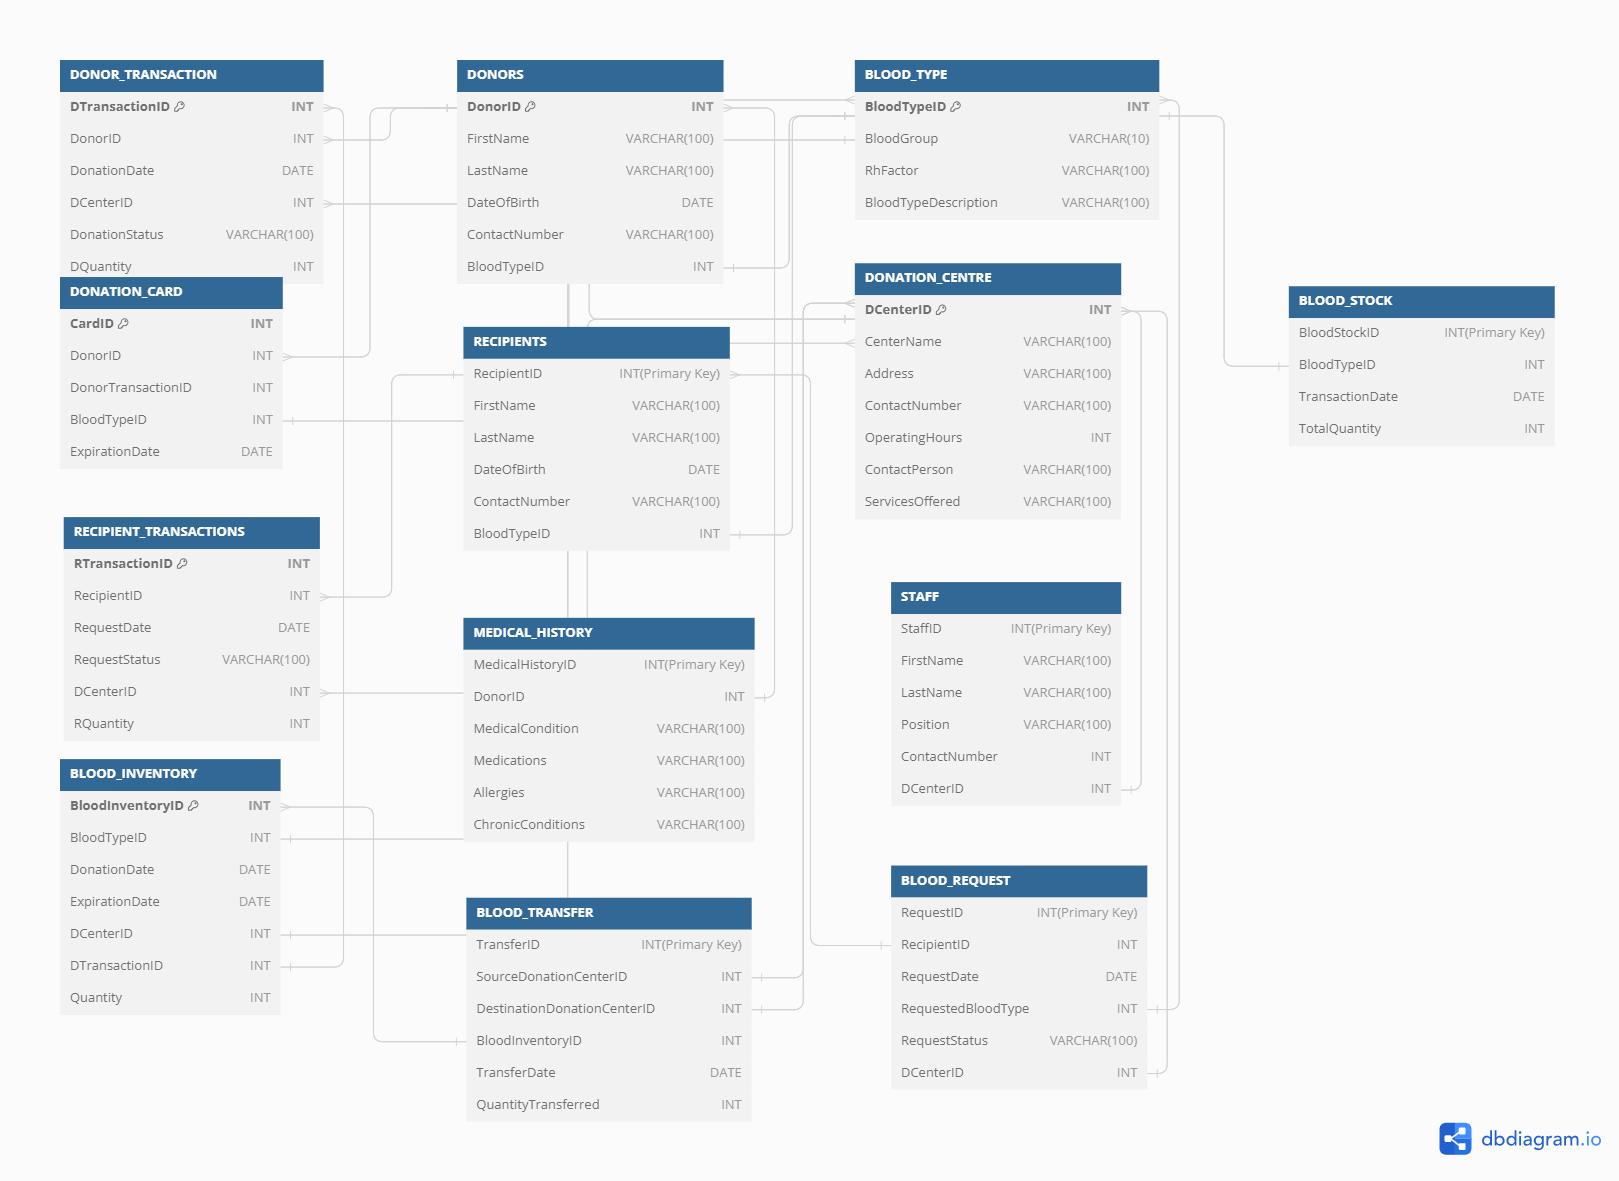 DONOR_TRANSACTION
DTransactionID INT
DonorID INT
DonationDate DATE
DCenterID INT
DonationStatus VARCHAR(100)
DQuantity INT
DONATION_CARD
CardID INT
DonorID INT
DonorTransactionID INT
BloodTypeID INT
ExpirationDate DATE
RECIPIENT_TRANSACTIONS
RTransactionID INT
RecipientID INT
RequestDate DATE
RequestStatus VARCHAR(100)
DCenterID INT
RQuantity INT
BLOOD_INVENTORY
BloodInventoryID INT
BloodTypeID INT
DonationDate DATE
ExpirationDate DATE
DCenterID INT
DTransactionID INT
Quantity INT
DONORS
DonorID INT
FirstName VARCHAR(100)
LastName VARCHAR(100)
DateOfBirth DATE
ContactNumber VARCHAR(100)
BloodTypeID INT
RECIPIENTS
RecipientID INT(Primary Key)
FirstName VARCHAR(100)
LastName VARCHAR(100)
DateOfBirth DATE
ContactNumber VARCHAR(100)
BloodTypeID INT
MEDICAL_HISTORY
MedicalHistoryID INT(Primary Key)
DonorID INT
MedicalCondition VARCHAR(100)
Medications VARCHAR(100)
Allergies VARCHAR(100)
ChronicConditions VARCHAR(100)
BLOOD_TRANSFER
TransferID INT(Primary Key)
SourceDonationCenterID INT
DestinationDonationCenterID INT
BloodInventoryID INT
TransferDate DATE
QuantityTransferred INT
BLOOD_TYPE
BloodTypeID INT
BloodGroup VARCHAR(10)
RhFactor VARCHAR(100)
BloodTypeDescription VARCHAR(100)
DONATION_CENTRE
DCenterID INT
CenterName VARCHAR(100)
Address VARCHAR(100)
ContactNumber VARCHAR(100)
OperatingHours INT
ContactPerson VARCHAR(100)
ServicesOffered VARCHAR(100)
STAFF
StaffID INT(Primary Key)
FirstName VARCHAR(100)
LastName VARCHAR(100)
Position VARCHAR(100)
ContactNumber INT
DCenterID INT
BLOOD_REQUEST
RequestID INT(Primary Key)
RecipientID INT
RequestDate DATE
RequestedBloodType INT
RequestStatus VARCHAR(100)
DCenterID INT
BLOOD_STOCK
BloodStockID INT(Primary Key)
BloodTypeID INT
TransactionDate DATE
TotalQuantity INT
dbdiagram.io